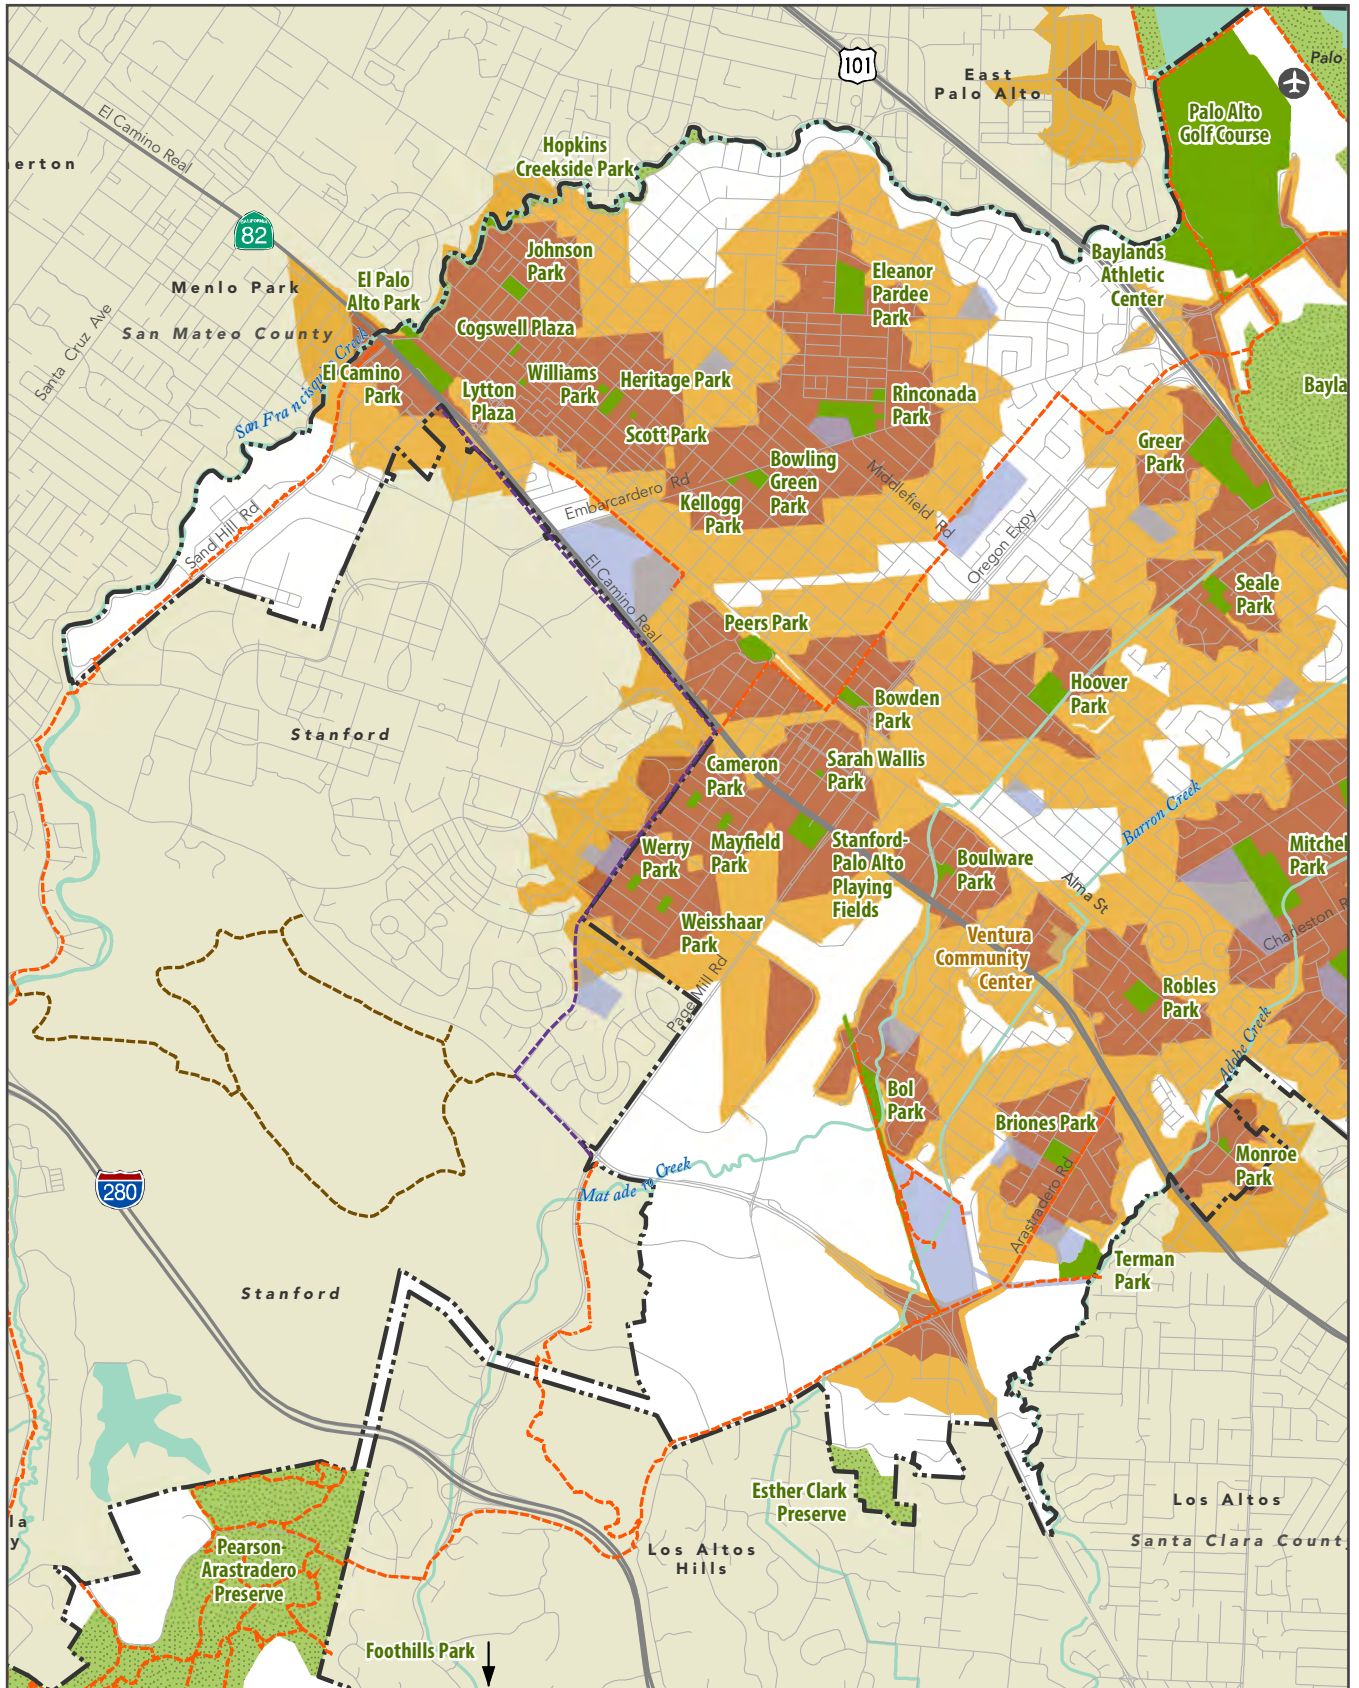 101
East
Palo Alto
Palo
Palo Alto
Golf Course
El Camino Real
Hopkins
Creekside Park
erton
82
CALIFORNIA
Johnson
Park
Baylands
Athletic
Center
Eleanor
Pardee
Park
El Palo
Alto Park
Menlo Park
San Mateo County
Santa Cruz Ave
Cogswell Plaza
San Francisquito Creek
El Camino
Park
Lytton
Plaza
Williams
Park
Heritage Park
Rinconada
Park
Bayla
Scott Park
Greer
Park
Bowling
Green
Park
Middlefield Rd
Embarcardero Rd
Kellogg
Park
Sand Hill Rd
Oregon Expy
El Camino Real
Seale
Park
Peers Park
Hoover
Park
Bowden
Park
Stanford
Cameron
Park
Sarah Wallis
Park
Barron Creek
Werry
Park
Mayfield
Park
Stanford-
Palo Alto
Playing
Fields
Boulware
Park
Mitchel
Park
Alma St
Weisshaar
Park
Charleston R
Ventura
Community
Center
Page Mill Rd
Robles
Park
Adobe Creek
Bol
Park
Briones Park
Monroe
Park
280
Matadero Creek
Arastradero Rd
Terman
Park
Stanford
Esther Clark
Preserve
Los Altos
Santa Clara Count
la
y
Los Altos
Hills
Pearson-
Arastradero
Preserve
Foothills Park